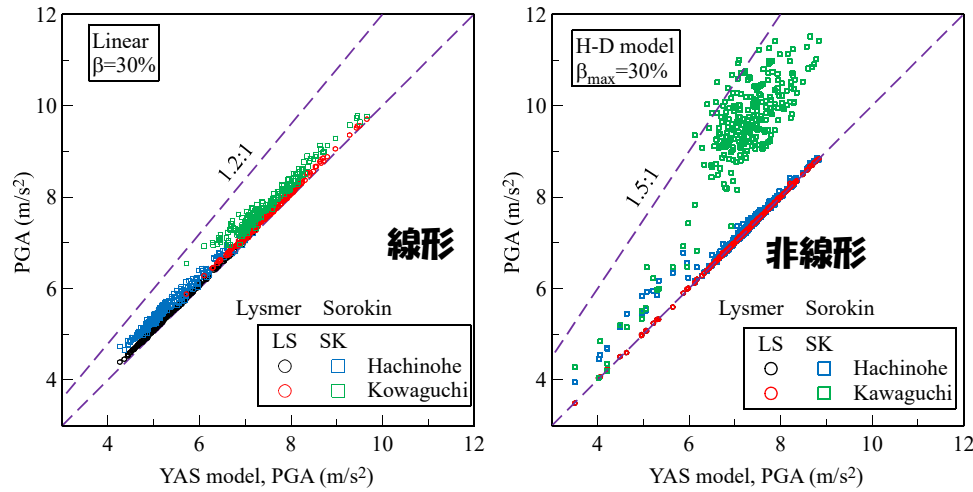 12
10
8
6
4
PGA (m/s²)
Linear
β=30%
1.2:1
線形
Lysmer Sorokin
LS SK
Hachinohe
Kowaguchi
4 6 8 10 12
YAS model, PGA (m/s²)
12
10
8
6
4
PGA (m/s²)
H-D model
βmax=30%
1.5:1
非線形
Lysmer Sorokin
LS SK
Hachinohe
Kawaguchi
4 6 8 10 12
YAS model, PGA (m/s²)